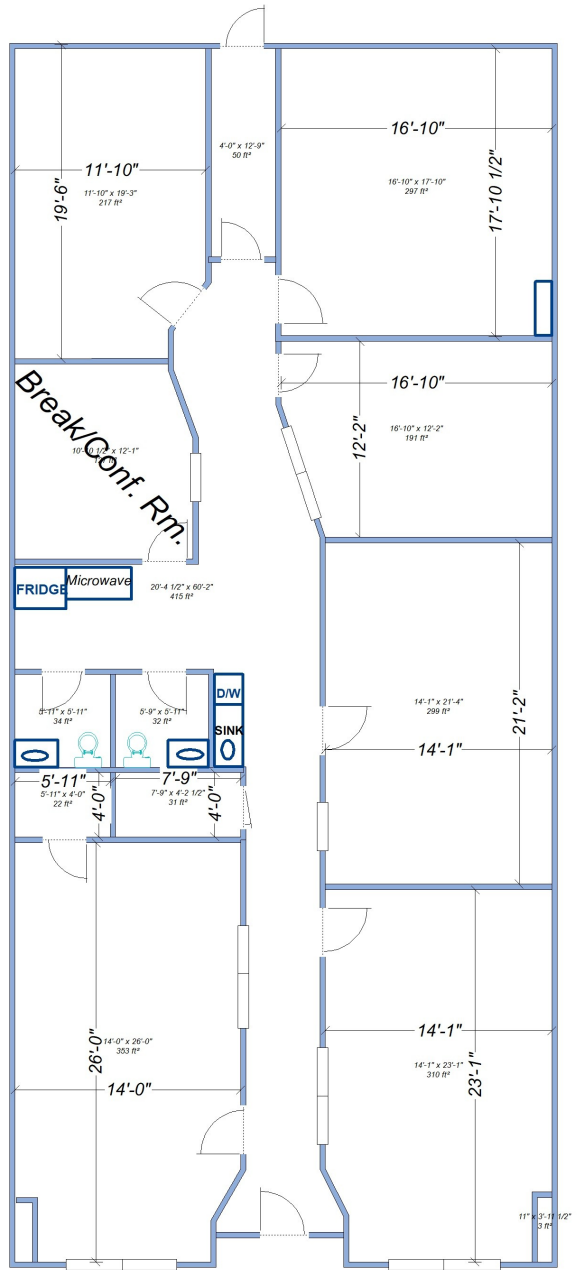 4'-0" x 12'-9"
50 ft²
16'-10"
11'-10"
11'-10" x 19'-3"
217 ft²
19'-6"
16'-10" x 17'-10"
297 ft²
17'-10 1/2"
16'-10"
12'-2"
16'-10" x 12'-2"
191 ft²
Break/Conf. Rm.
10'-10 1/2" x 12'-1"
FRIDGE
Microwave
20'-4 1/2" x 60'-2"
415 ft²
D/W
SINK
5'-11" x 5'-11"
34 ft²
5'-9" x 5'-11"
32 ft²
14'-1" x 21'-4"
299 ft²
21'-2"
14'-1"
5'-11"
5'-11" x 4'-0"
22 ft²
4'-0"
7'-9"
7'-9" x 4'-2 1/2"
31 ft²
4'-0"
14'-0" x 26'-0"
353 ft²
26'-0"
14'-0"
14'-1"
14'-1" x 23'-1"
310 ft²
23'-1"
11" x 3'-11 1/2"
3 ft²